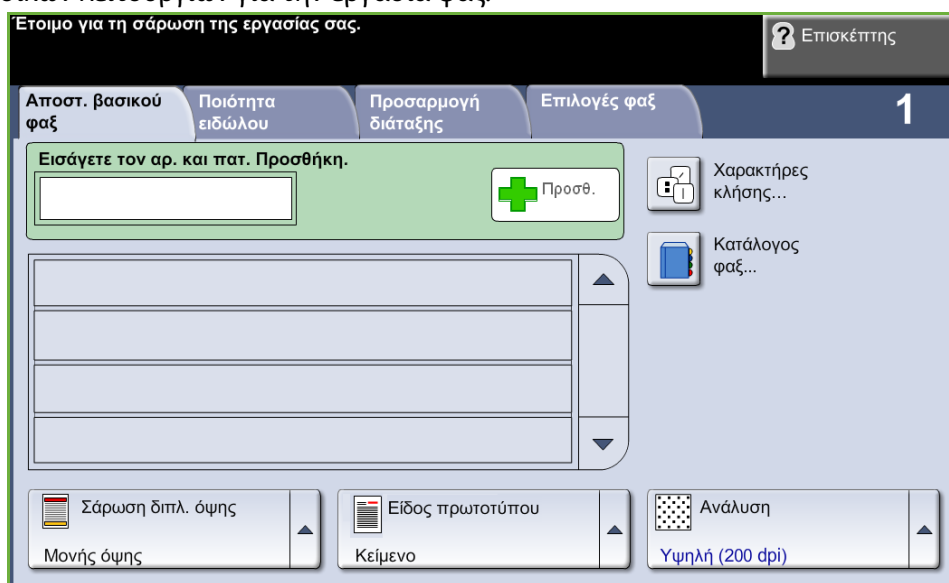 Έτοιμο για τη σάρωση της εργασίας σας.
? Επισκέπτης
Αποστ. βασικού φαξ
Ποιότητα ειδώλου
Προσαρμογή διάταξης
Επιλογές φαξ
1
Εισάγετε τον αρ. και πατ. Προσθήκη.
Προσθ.
Χαρακτήρες κλήσης...
Κατάλογος φαξ...
Σάρωση διπλ. όψης
Μονής όψης
Είδος πρωτοτύπου
Κείμενο
Ανάλυση
Υψηλή (200 dpi)